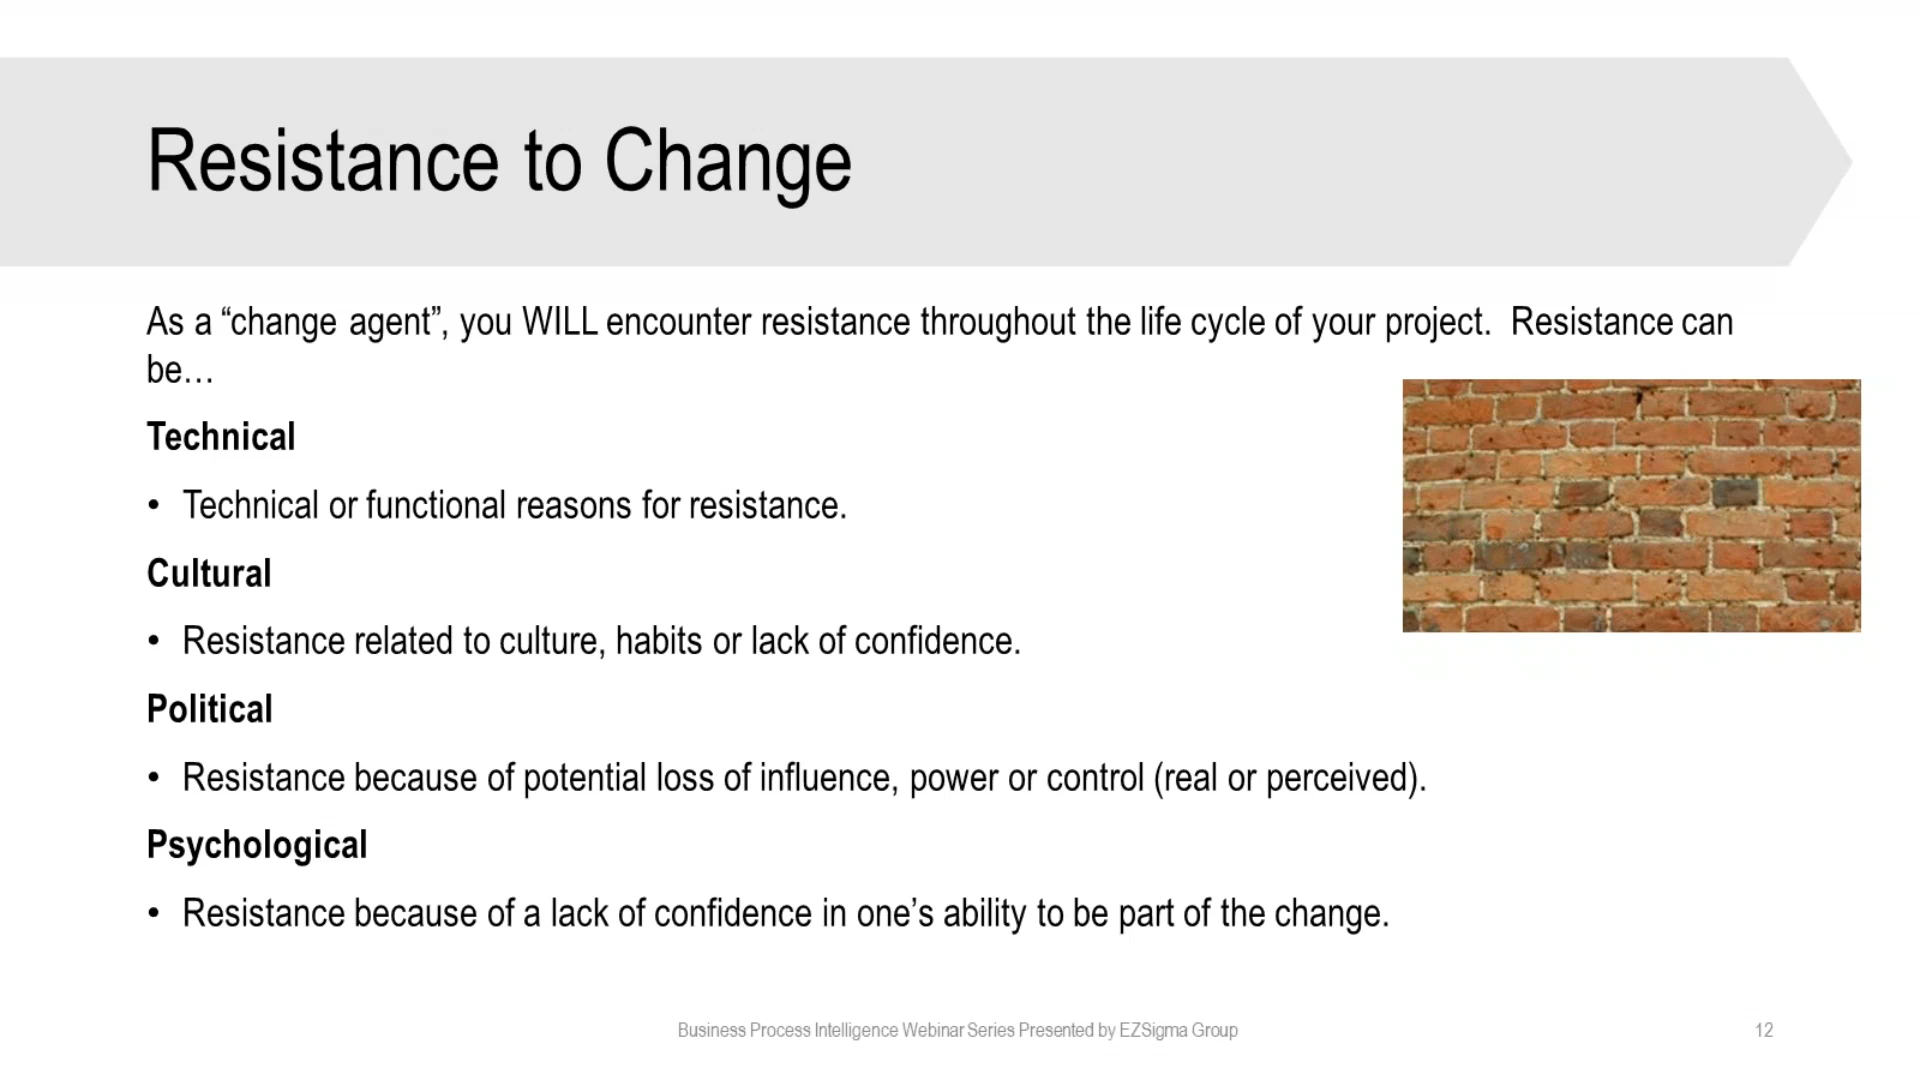 Resistance to Change
As a “change agent”, you WILL encounter resistance throughout the life cycle of your project.  Resistance can
be…
Technical
• Technical or functional reasons for resistance.
Cultural
• Resistance related to culture, habits or lack of confidence.
Political
• Resistance because of potential loss of influence, power or control (real or perceived).
Psychological
• Resistance because of a lack of confidence in one’s ability to be part of the change.
Business Process Intelligence Webinar Series Presented by EZSigma Group
12